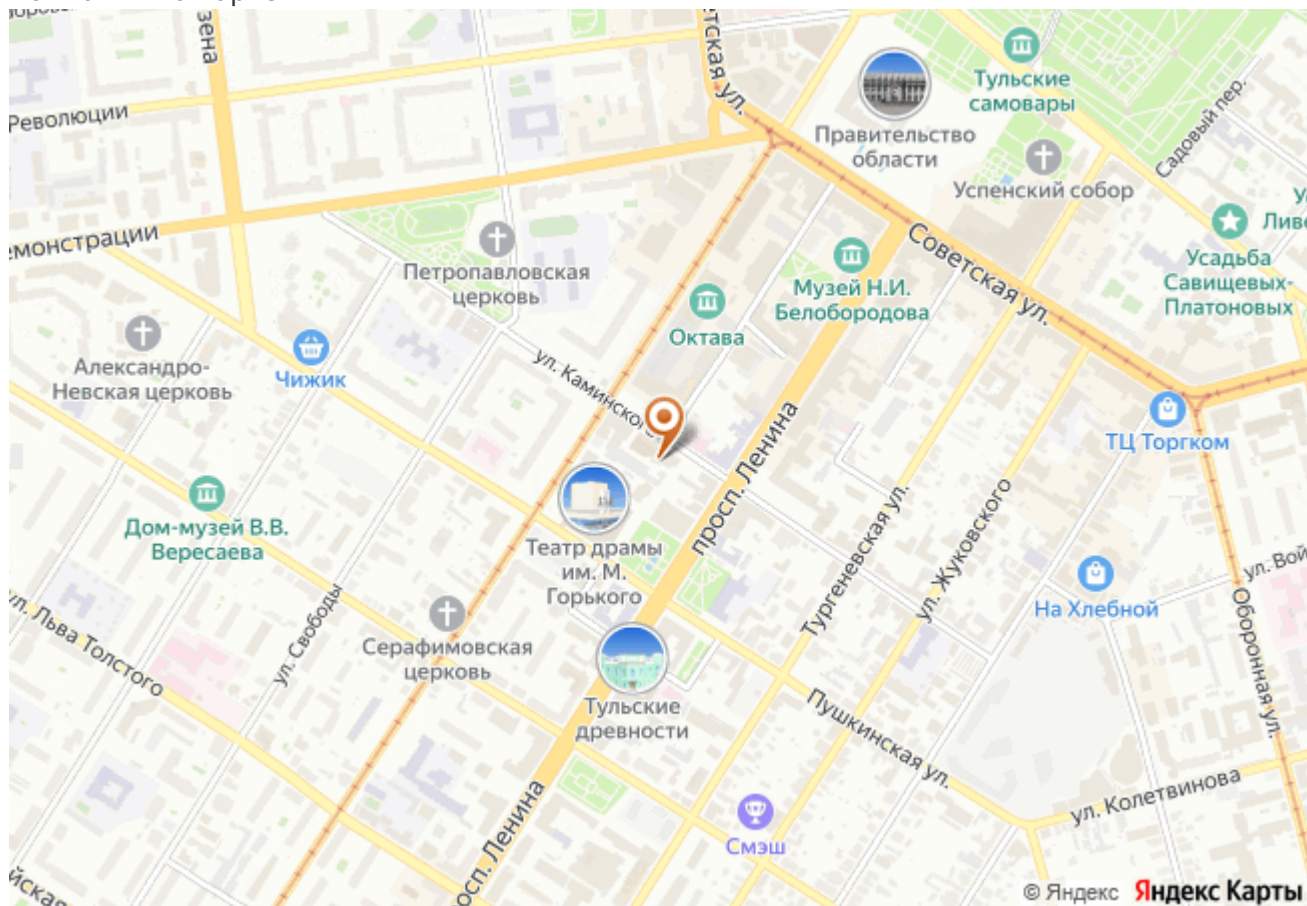 зена
етская ул.
Тульские
самовары
Садовый пер.
Революции
Правительство
области
Успенский собор
Ливе
Усадьба
Савищевых-
Платоновых
емонстрации
Петропавловская
церковь
Музей Н.И.
Белобородова
Советская ул.
Октава
Александро-
Невская церковь
Чижик
ул. Каминского
просп. Ленина
ТЦ Торгком
Дом-музей В.В.
Вересаева
Театр драмы
им. М.
Горького
Тургеневская ул.
ул. Жуковского
На Хлебной
ул. Вой
Оборонная ул.
ул. Льва Толстого
ул. Свободы
Серафимовская
церковь
Тульские
древности
Пушкинская ул.
ул. Колетвинова
Смэш
осп. Ленина
йская
© Яндекс Яндекс Карты